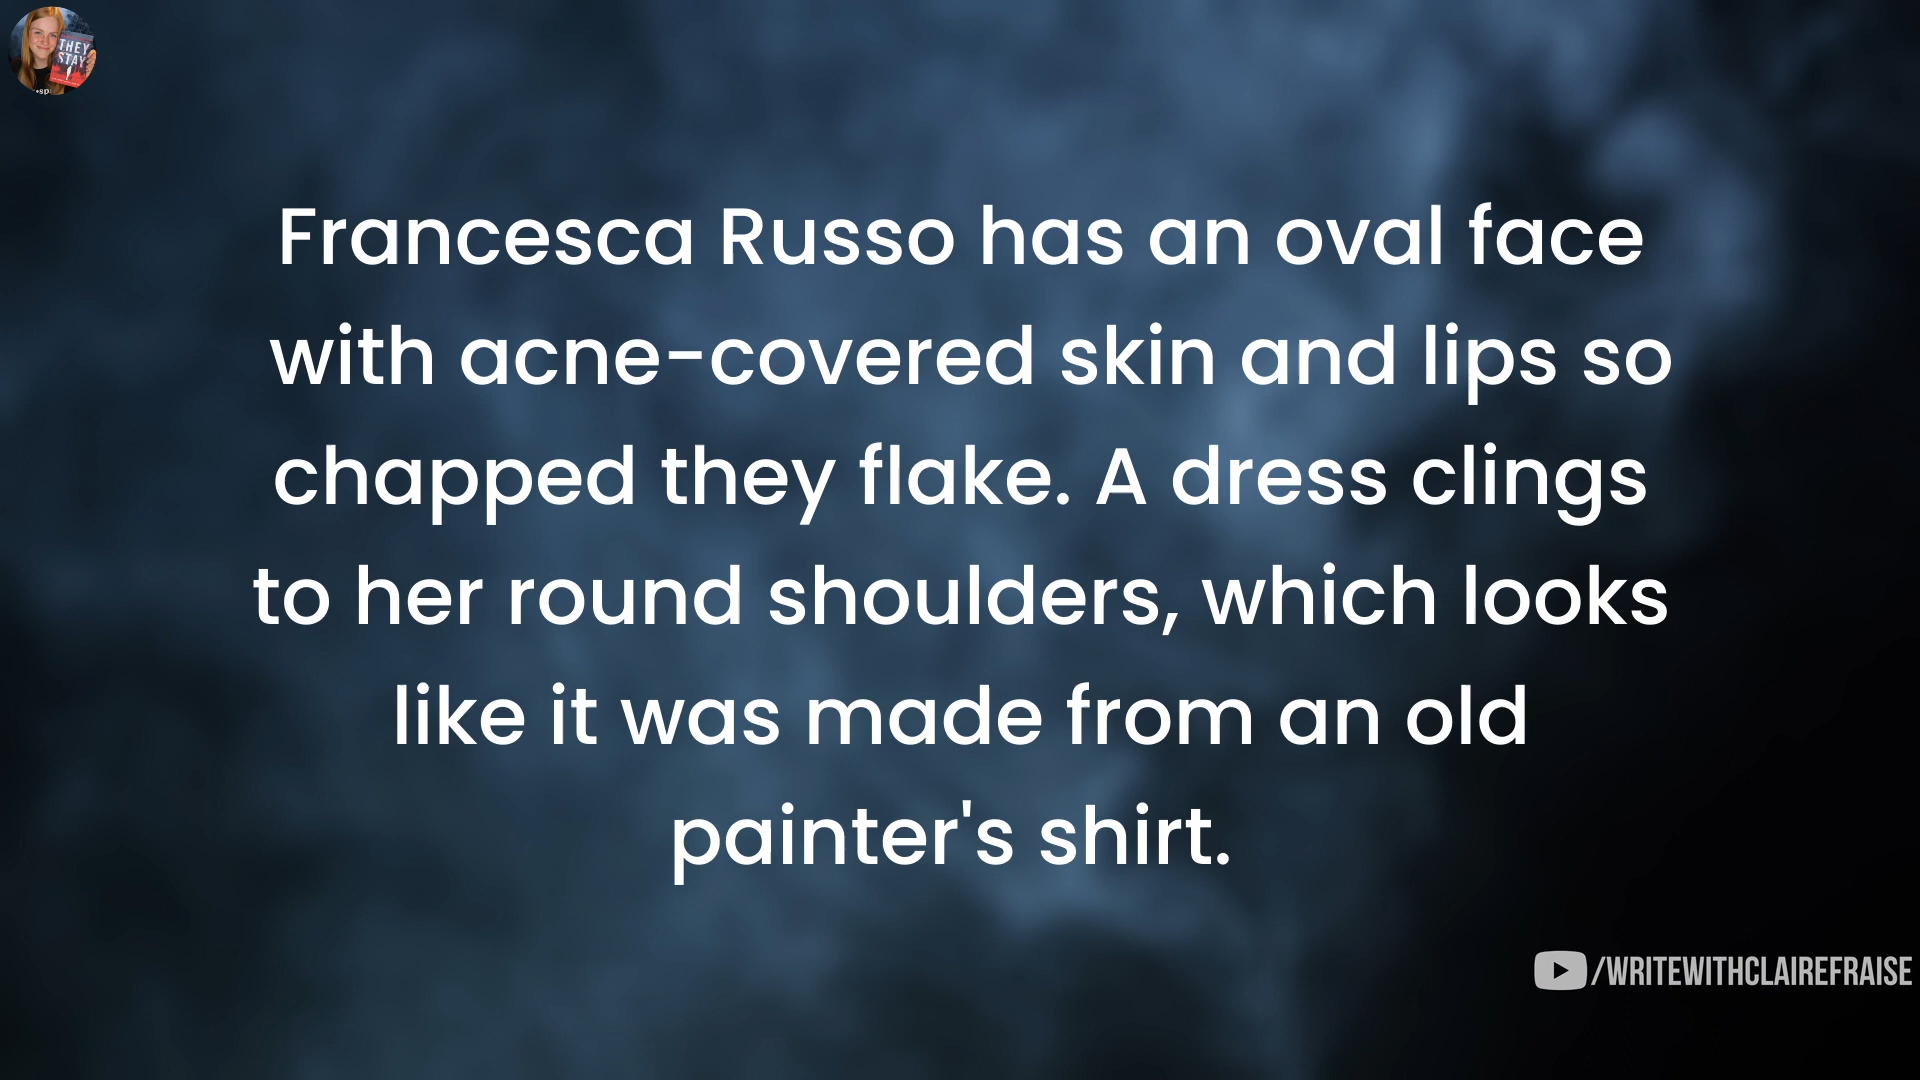 THEY
STAY
Francesca Russo has an oval face
with acne-covered skin and lips so
chapped they flake. A dress clings
to her round shoulders, which looks
like it was made from an old
painter's shirt.
/WRITEWITHCLAIREFRAISE